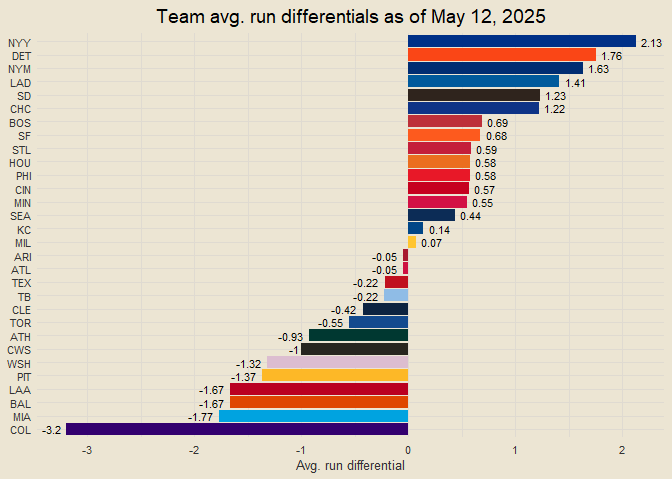 Team avg. run differentials as of May 12, 2025
NYY 2.13
DET 1.76
NYM 1.63
LAD 1.41
SD 1.23
CHC 1.22
BOS 0.69
SF 0.68
STL 0.59
HOU 0.58
PHI 0.58
CIN 0.57
MIN 0.55
SEA 0.44
KC 0.14
MIL 0.07
ARI -0.05
ATL -0.05
TEX -0.22
TB -0.22
CLE -0.42
TOR -0.55
ATH -0.93
CWS -1
WSH -1.32
PIT -1.37
LAA -1.67
BAL -1.67
MIA -1.77
COL -3.2
-3 -2 -1 0 1 2
Avg. run differential